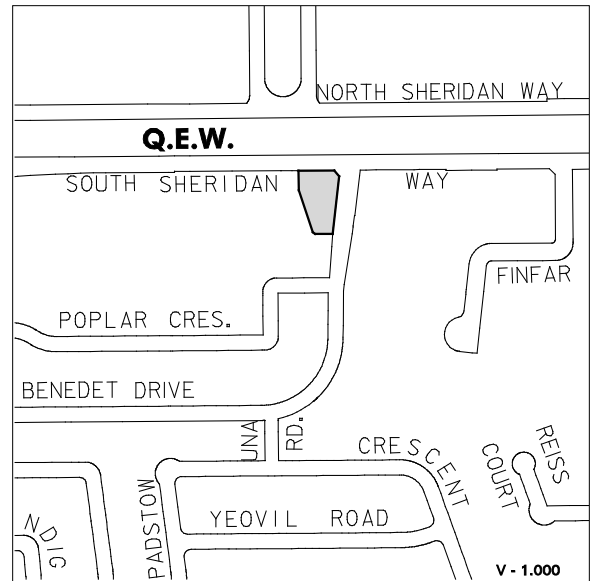 NORTH SHERIDAN WAY
Q.E.W.
SOUTH SHERIDAN WAY
FINFAR
POPLAR CRES.
BENEDET DRIVE
UNA RD.
CRESCENT
REISS
COURT
PADSTOW
YEOVIL ROAD
NDIG
V - 1.000